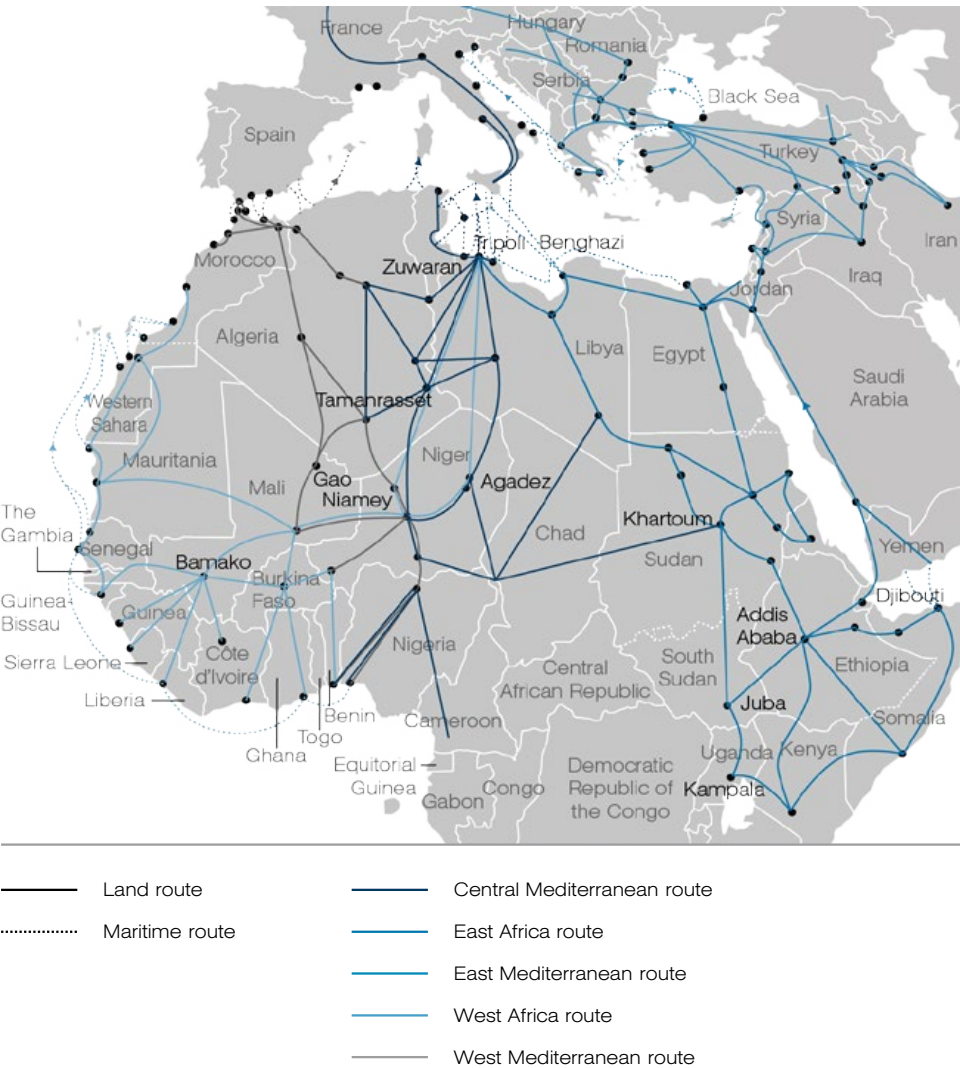 France
Hungary
Romania
Serbia
Black Sea
Spain
Turkey
Syria
Iran
Tripoli
Benghazi
Morocco
Zuwaran
Iraq
Jordan
Algeria
Libya
Egypt
Saudi
Arabia
Western
Sahara
Tamanrasset
Mauritania
Niger
Mali
Gao
Niamey
Agadez
The
Gambia
Chad
Khartoum
Senegal
Sudan
Yemen
Bamako
Burkina
Faso
Djibouti
Guinea-
Bissau
Guinea
Addis
Ababa
Nigeria
Côte
d'Ivoire
Sierra Leone
Central
African Republic
South
Sudan
Ethiopia
Liberia
Juba
Benin
Cameroon
Somalia
Togo
Ghana
Uganda
Kenya
Equitorial
Guinea
Democratic
Republic of
the Congo
Kampala
Congo
Gabon
Land route
Maritime route
Central Mediterranean route
East Africa route
East Mediterranean route
West Africa route
West Mediterranean route